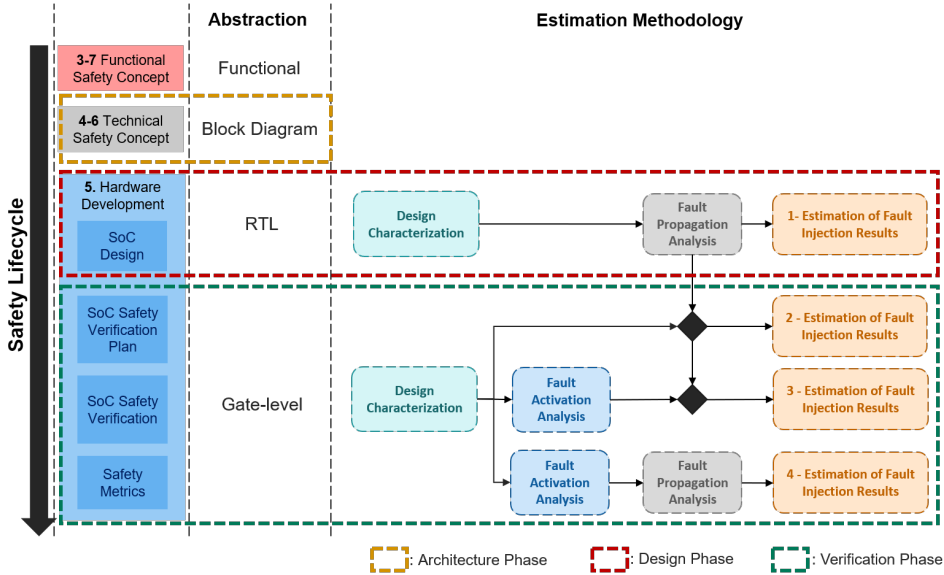 Abstraction
Estimation Methodology
Safety Lifecycle
3-7 Functional
Safety Concept
Functional
4-6 Technical
Safety Concept
Block Diagram
5. Hardware
Development
SoC
Design
RTL
Design
Characterization
Fault
Propagation
Analysis
1- Estimation of Fault
Injection Results
SoC Safety
Verification
Plan
SoC Safety
Verification
Safety
Metrics
Gate-level
Design
Characterization
Fault
Activation
Analysis
Fault
Activation
Analysis
Fault
Propagation
Analysis
2 - Estimation of Fault
Injection Results
3 - Estimation of Fault
Injection Results
4 - Estimation of Fault
Injection Results
: Architecture Phase
: Design Phase
: Verification Phase